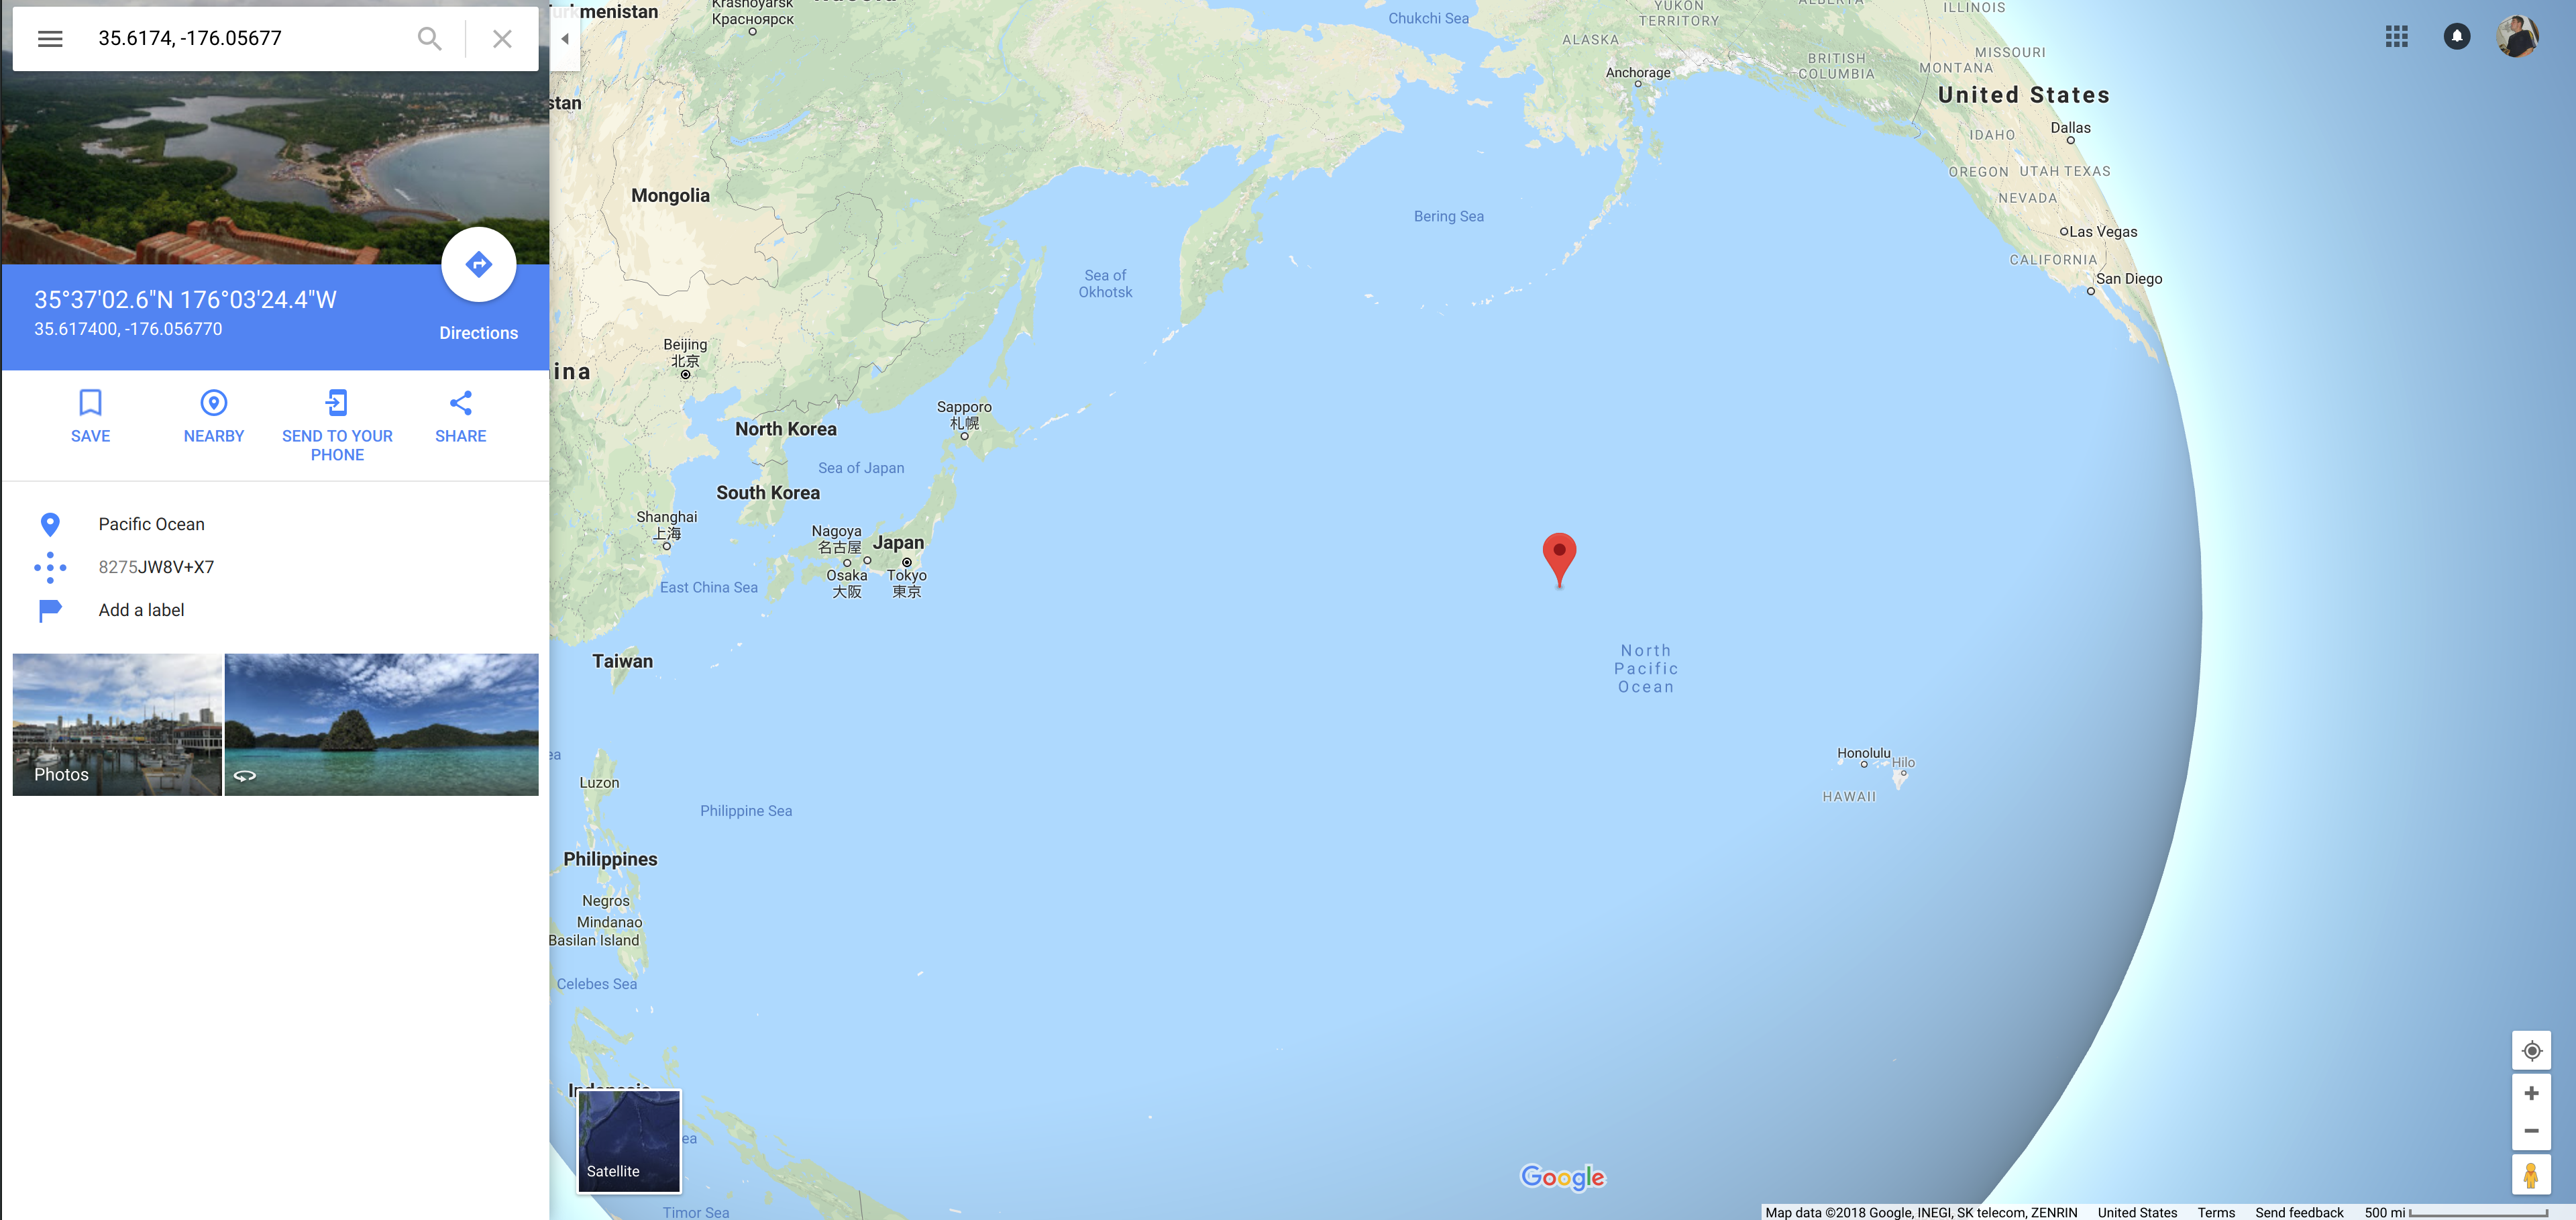 35.6174, -176.05677
35°37'02.6"N 176°03'24.4"W
35.617400, -176.056770
Directions
SAVE
NEARBY
SEND TO YOUR
PHONE
SHARE
Pacific Ocean
8275JW8V+X7
Add a label
Photos
Turkmenistan
Krasnoyarsk
Красноярск
stan
Mongolia
ina
Beijing
北京
North Korea
South Korea
Sea of Japan
Shanghai
上海
Sapporo
札幌
Nagoya
名古屋
Japan
Osaka
大阪
Tokyo
東京
East China Sea
Taiwan
Sea of
Okhotsk
Bering Sea
Chukchi Sea
ALASKA
Anchorage
YUKON
TERRITORY
ALBERTA
BRITISH
COLUMBIA
ILLINOIS
MISSOURI
MONTANA
United States
IDAHO
Dallas
OREGON
UTAH
TEXAS
NEVADA
Las Vegas
CALIFORNIA
San Diego
North
Pacific
Ocean
Honolulu
Hilo
HAWAII
ea
Luzon
Philippine Sea
Philippines
Negros
Mindanao
Basilan Island
Celebes Sea
Indonesia
ea
Satellite
Timor Sea
Google
Map data ©2018 Google, INEGI, SK telecom, ZENRIN
United States
Terms
Send feedback
500 mi